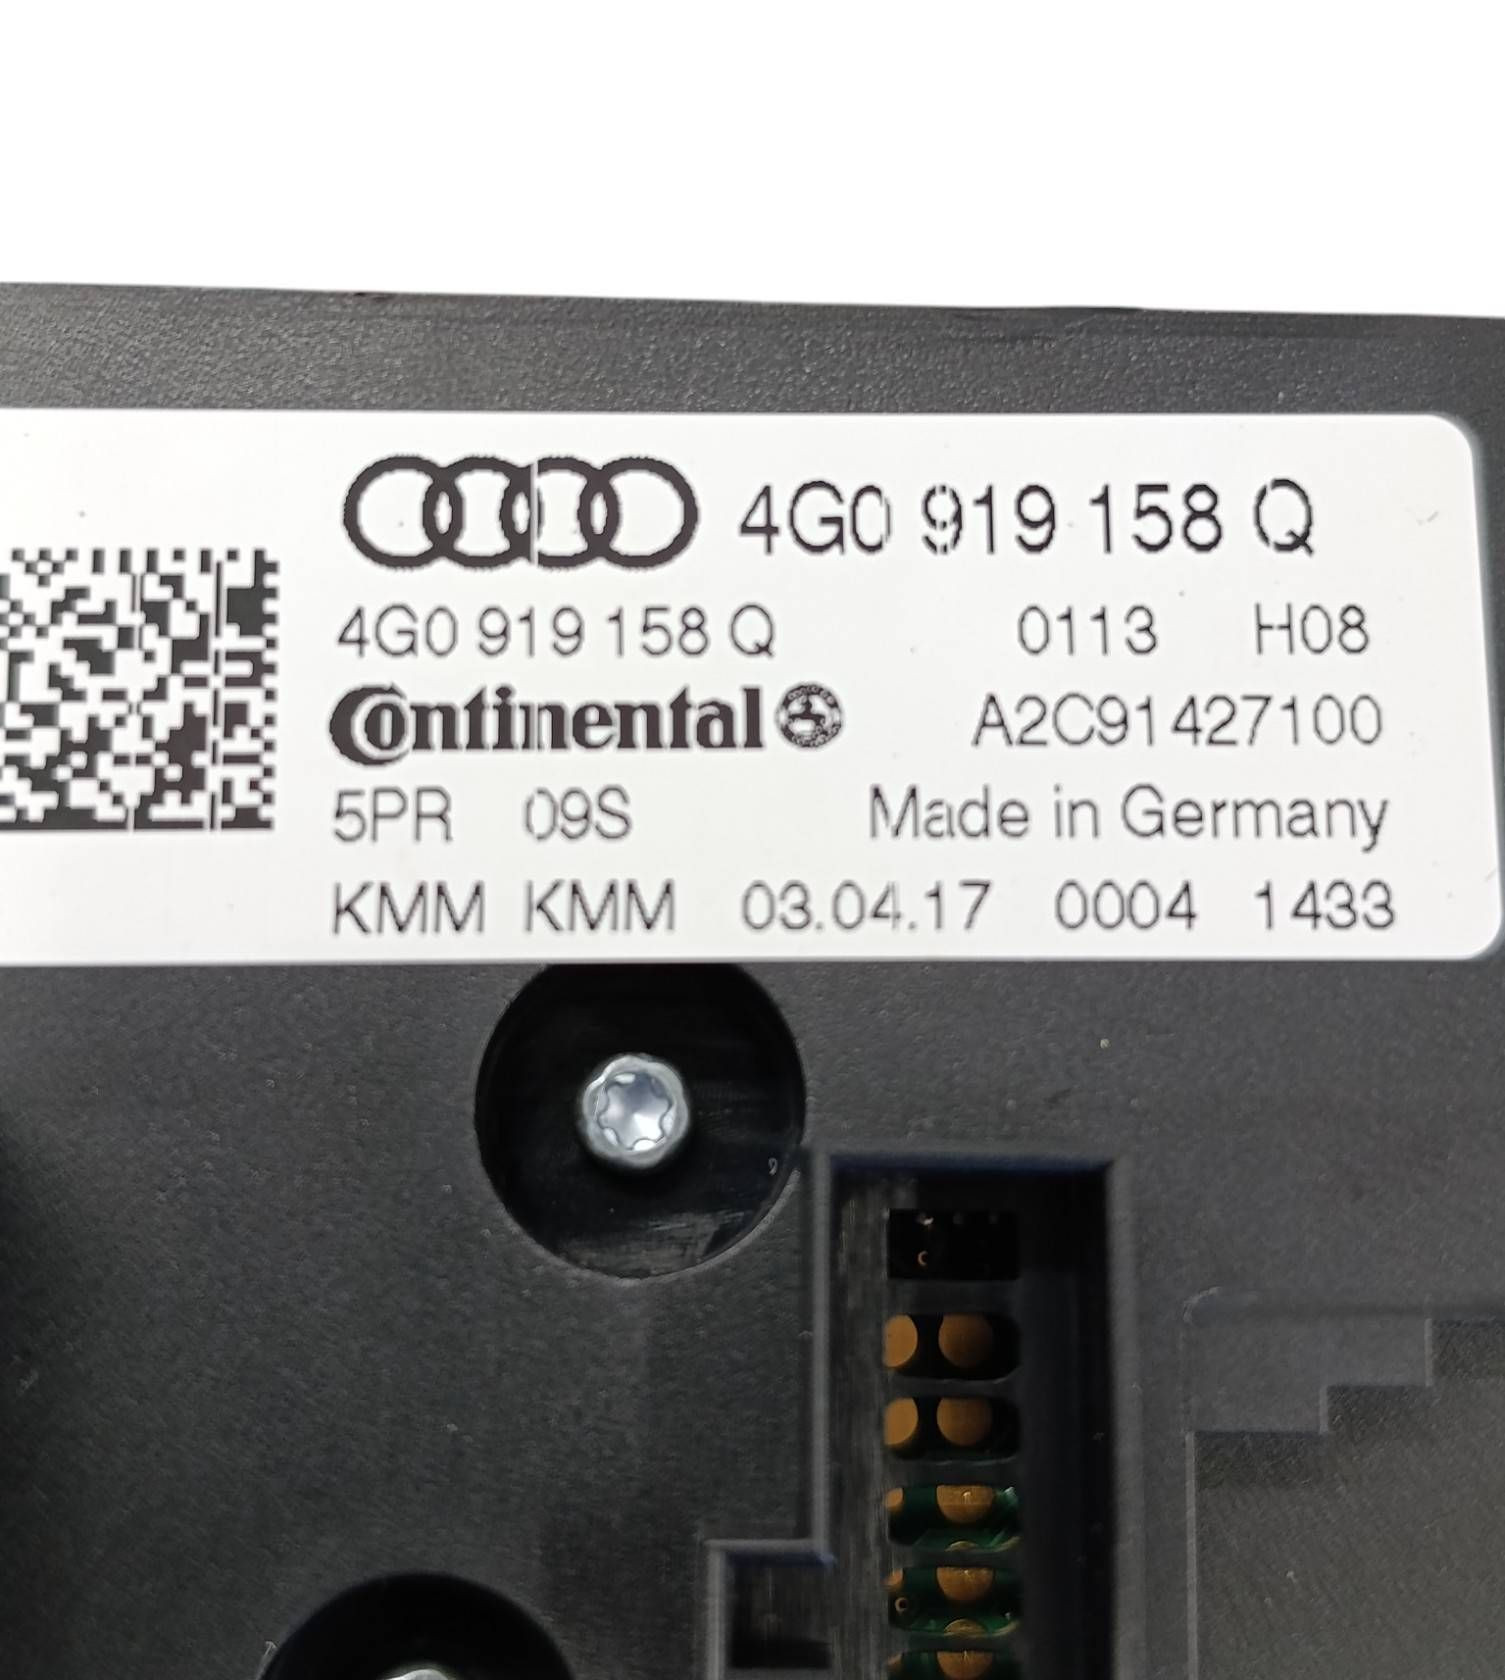 4G0 919 158 Q
4G0 919 158 Q 0113 H08
Continental A2C91427100
5PR 09S Made in Germany
KMM KMM 03.04.17 0004 1433